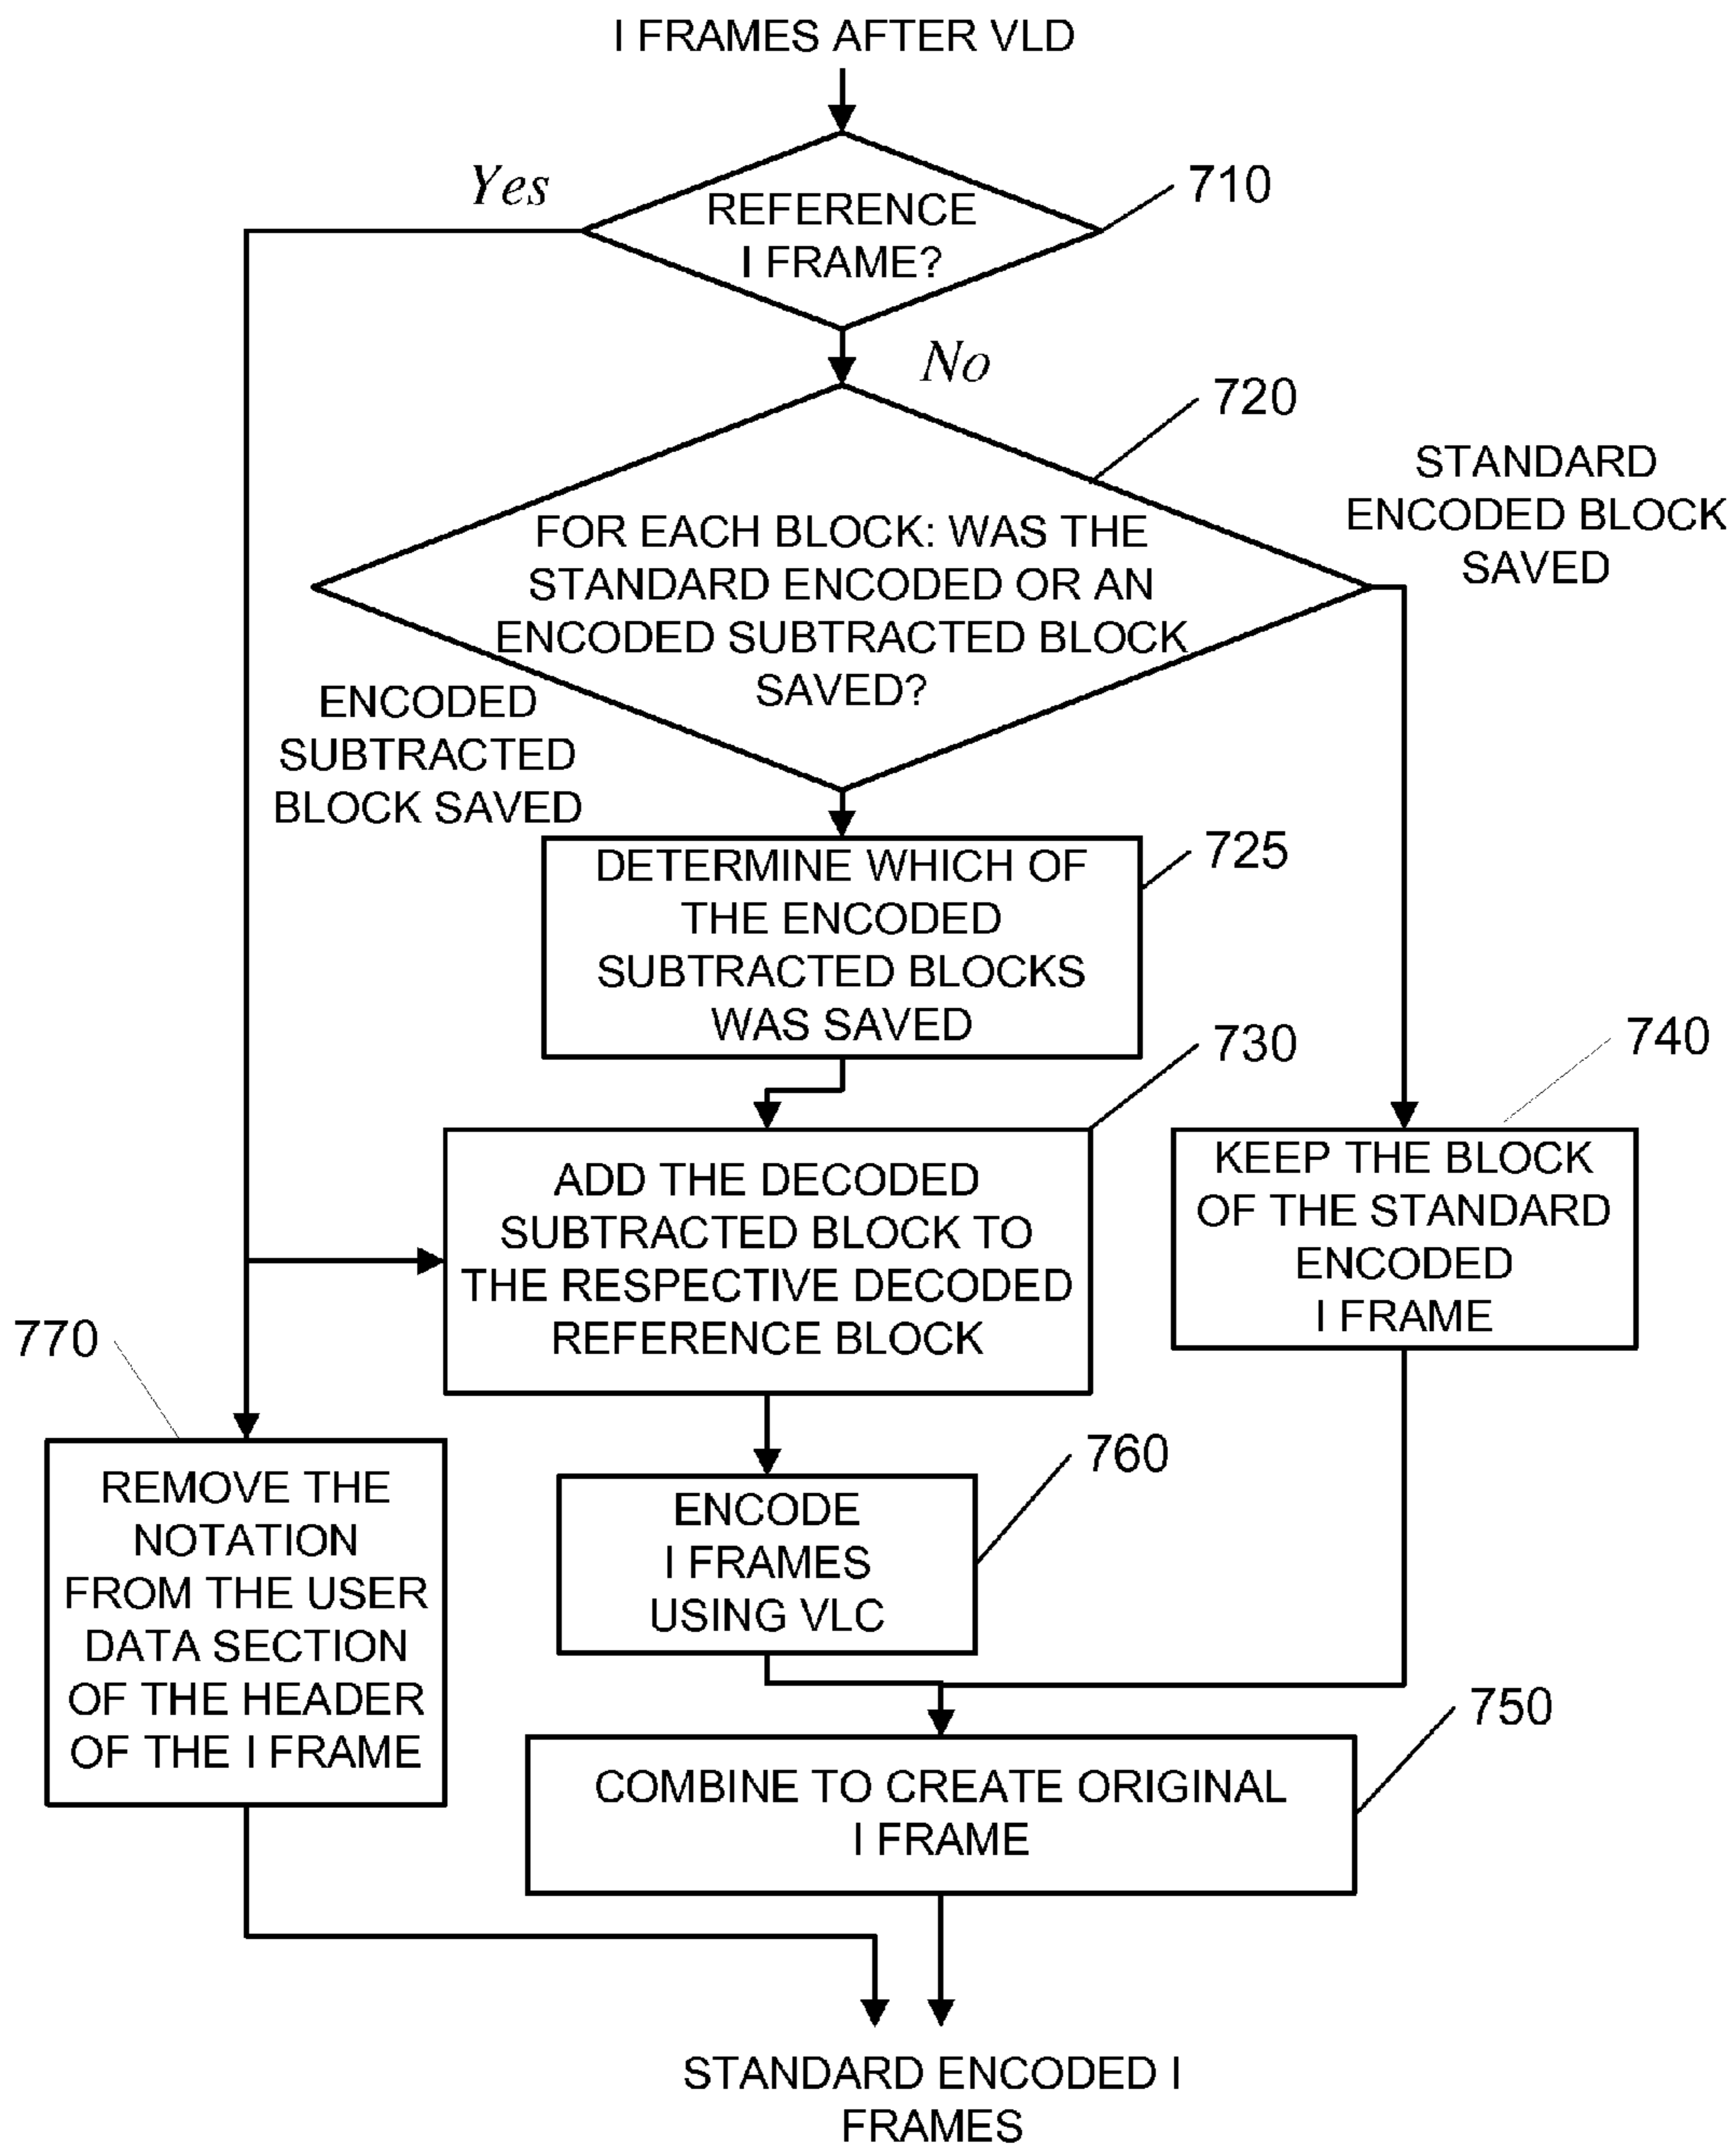 I FRAMES AFTER VLD
Yes
REFERENCE
I FRAME?
710
No
720
STANDARD
ENCODED BLOCK
SAVED
FOR EACH BLOCK: WAS THE
STANDARD ENCODED OR AN
ENCODED SUBTRACTED BLOCK
SAVED?
ENCODED
SUBTRACTED
BLOCK SAVED
725
DETERMINE WHICH OF
THE ENCODED
SUBTRACTED BLOCKS
WAS SAVED
730
740
ADD THE DECODED
SUBTRACTED BLOCK TO
THE RESPECTIVE DECODED
REFERENCE BLOCK
KEEP THE BLOCK
OF THE STANDARD
ENCODED
I FRAME
770
REMOVE THE
NOTATION
FROM THE USER
DATA SECTION
OF THE HEADER
OF THE I FRAME
760
ENCODE
I FRAMES
USING VLC
750
COMBINE TO CREATE ORIGINAL
I FRAME
STANDARD ENCODED I
FRAMES